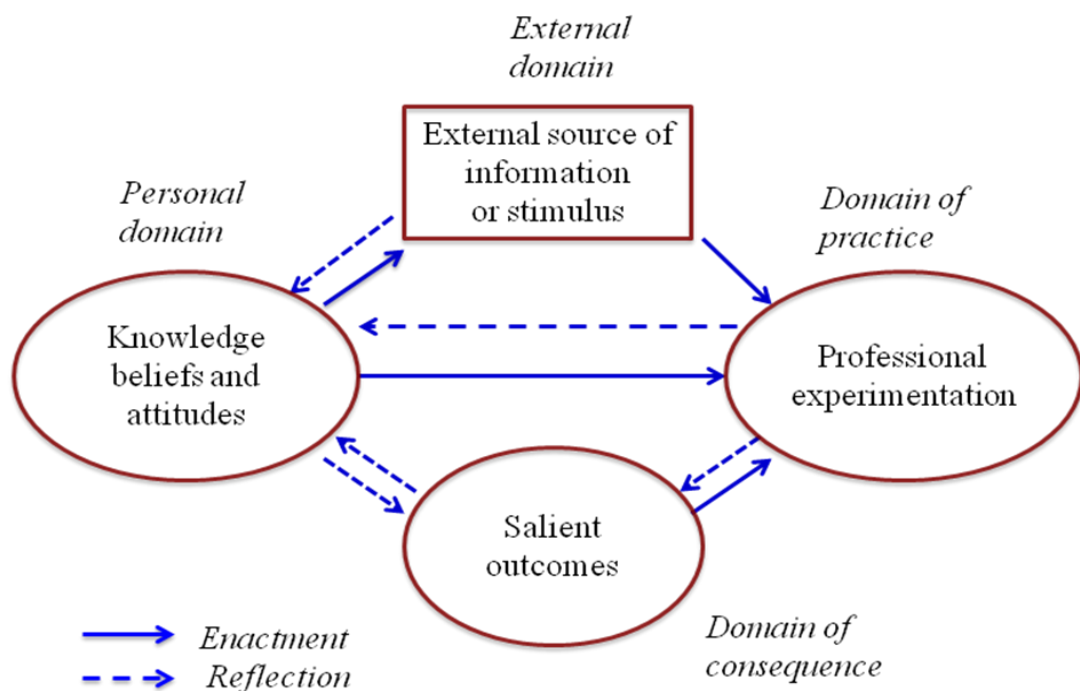 External
domain
External source of
information
or stimulus
Personal
domain
Domain of
practice
Knowledge
beliefs and
attitudes
Professional
experimentation
Salient
outcomes
Enactment
Reflection
Domain of
consequence